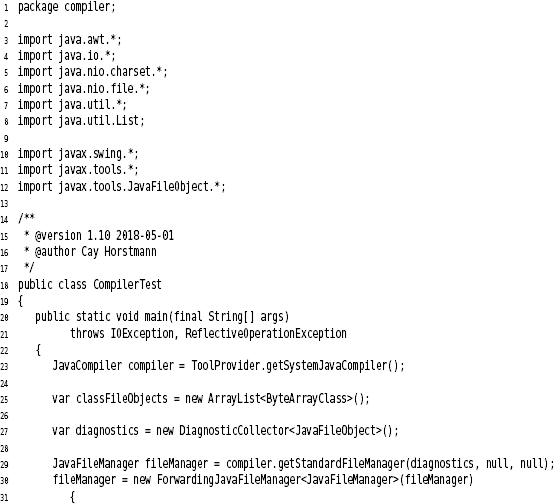 1 package compiler;
2
3 import java.awt.*;
4 import java.io.*;
5 import java.nio.charset.*;
6 import java.nio.file.*;
7 import java.util.*;
8 import java.util.List;
9
10 import javax.swing.*;
11 import javax.tools.*;
12 import javax.tools.JavaFileObject.*;
13
14 /**
15  * @version 1.10 2018-05-01
16  * @author Cay Horstmann
17  */
18 public class CompilerTest
19 {
20    public static void main(final String[] args)
21          throws IOException, ReflectiveOperationException
22    {
23       JavaCompiler compiler = ToolProvider.getSystemJavaCompiler();
24
25       var classFileObjects = new ArrayList<ByteArrayClass>();
26
27       var diagnostics = new DiagnosticCollector<JavaFileObject>();
28
29       JavaFileManager fileManager = compiler.getStandardFileManager(diagnostics, null, null);
30       fileManager = new ForwardingJavaFileManager<JavaFileManager>(fileManager)
31          {